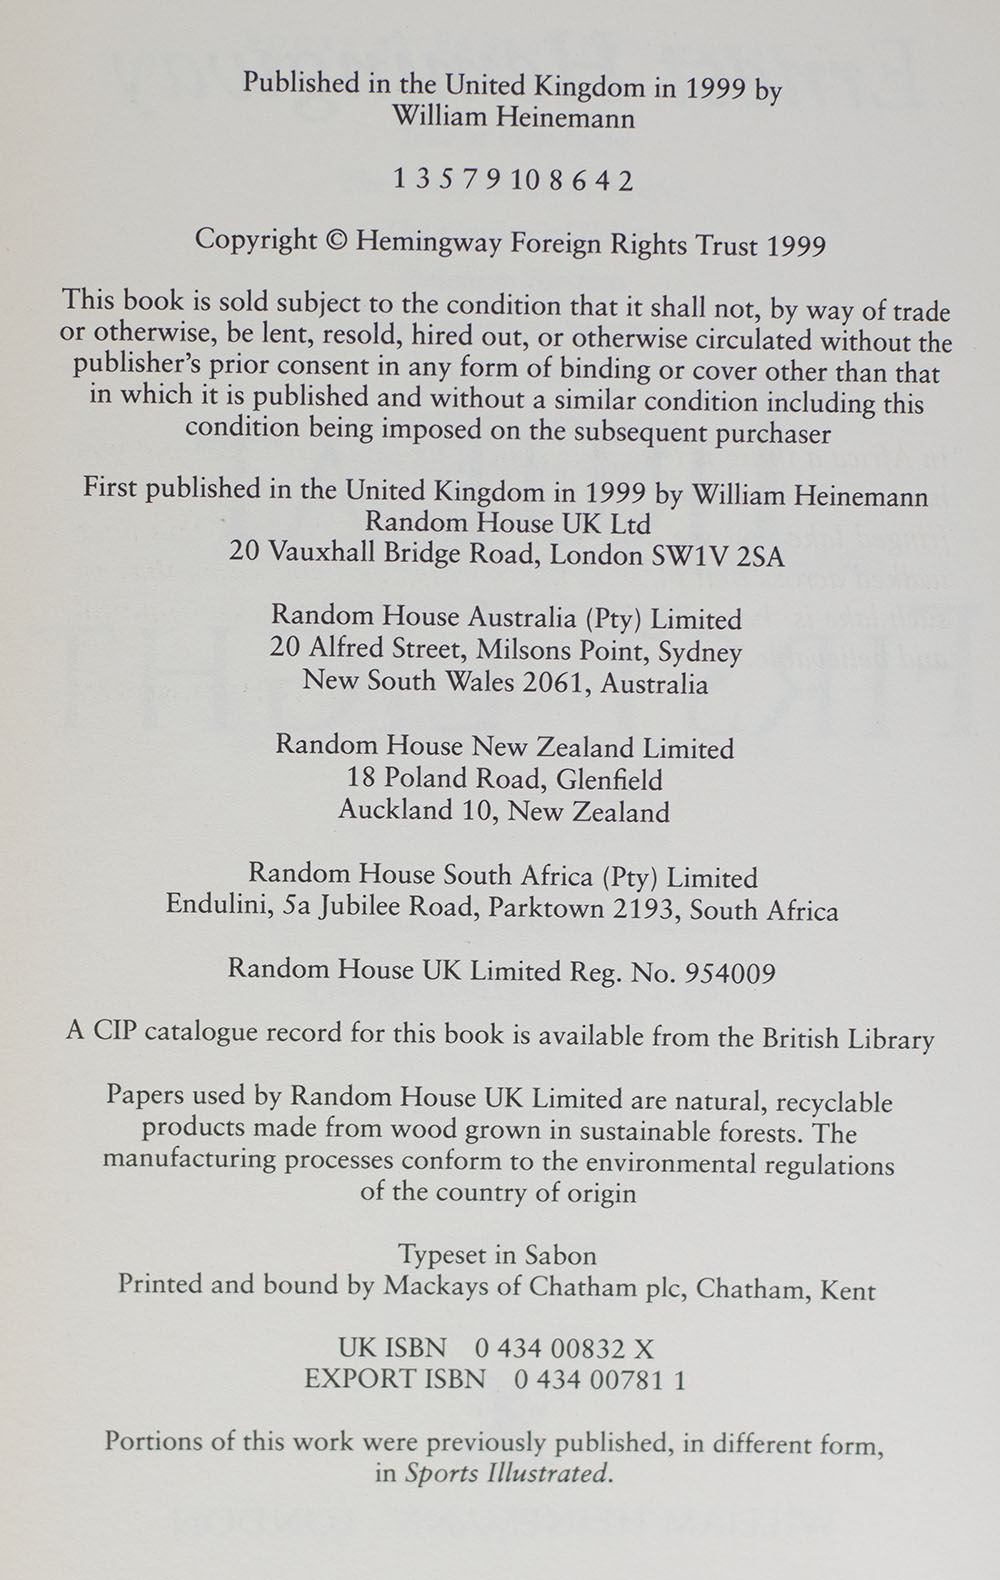 Published in the United Kingdom in 1999 by
William Heinemann
1 3 5 7 9 10 8 6 4 2
Copyright © Hemingway Foreign Rights Trust 1999
This book is sold subject to the condition that it shall not, by way of trade
or otherwise, be lent, resold, hired out, or otherwise circulated without the
publisher's prior consent in any form of binding or cover other than that
in which it is published and without a similar condition including this
condition being imposed on the subsequent purchaser
First published in the United Kingdom in 1999 by William Heinemann
Random House UK Ltd
20 Vauxhall Bridge Road, London SW1V 2SA
Random House Australia (Pty) Limited
20 Alfred Street, Milsons Point, Sydney
New South Wales 2061, Australia
Random House New Zealand Limited
18 Poland Road, Glenfield
Auckland 10, New Zealand
Random House South Africa (Pty) Limited
Endulini, 5a Jubilee Road, Parktown 2193, South Africa
Random House UK Limited Reg. No. 954009
A CIP catalogue record for this book is available from the British Library
Papers used by Random House UK Limited are natural, recyclable
products made from wood grown in sustainable forests. The
manufacturing processes conform to the environmental regulations
of the country of origin
Typeset in Sabon
Printed and bound by Mackays of Chatham plc, Chatham, Kent
UK ISBN 0 434 00832 X
EXPORT ISBN 0 434 00781 1
Portions of this work were previously published, in different form,
in Sports Illustrated.